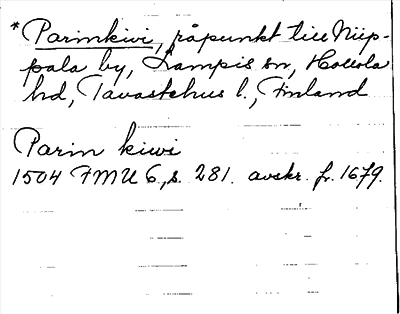 *Parinkivi, råpunkt till Niip-
pala by, Lampis sn, Hollola
hd, Tavastehus l., Finland
Parin kiwi
1504 FMU 6, s. 281. avskr. fr. 1679.